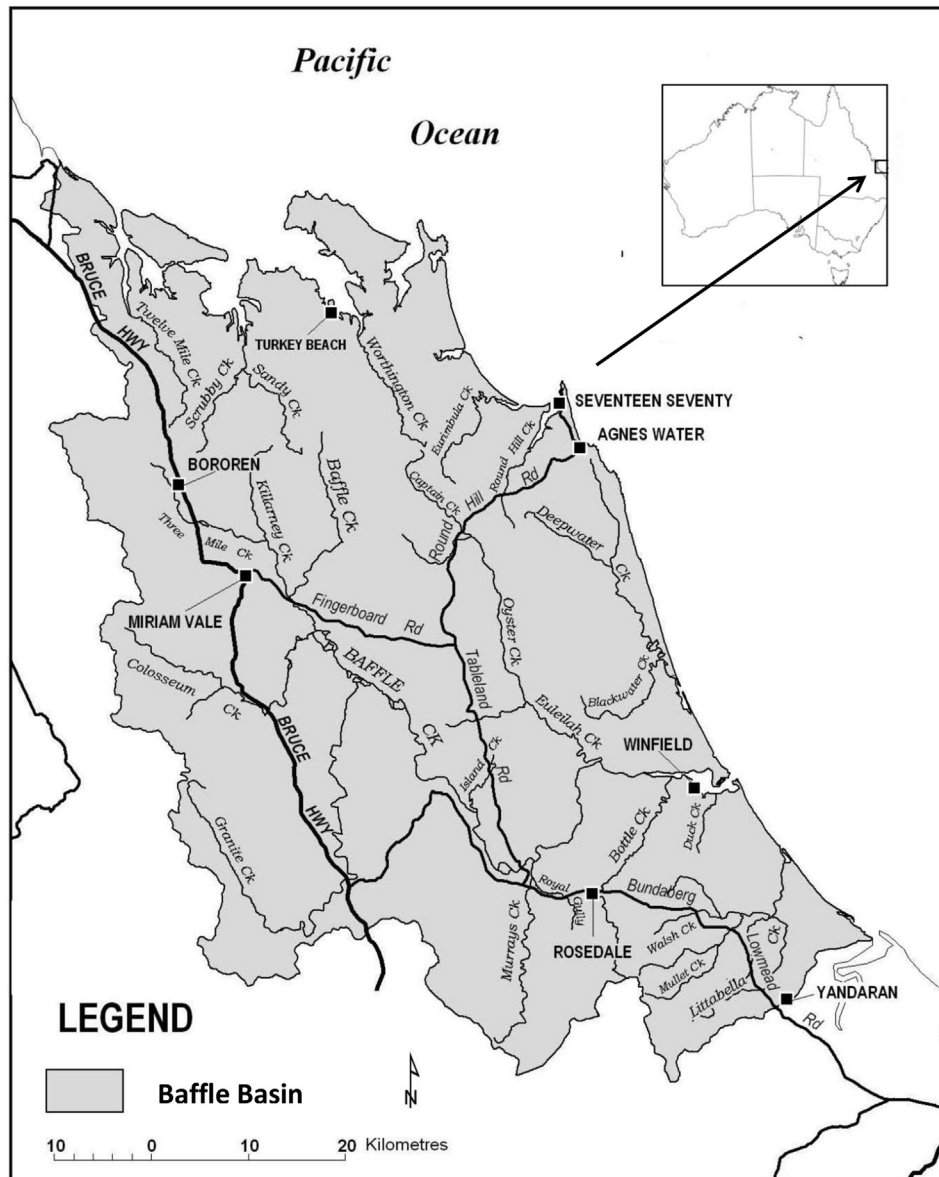 Pacific
Ocean
BRUCE
HWY
Twelve Mile Ck
Scrubby Ck
Sandy Ck
TURKEY BEACH
Worthington Ck
Eurimbula Ck
SEVENTEEN SEVENTY
AGNES WATER
Round Hill Ck
Round Hill Rd
Captain Ck
BOROREN
Killarney Ck
Baffle Ck
Three Mile Ck
Deepwater Ck
MIRIAM VALE
Fingerboard Rd
Oyster Ck
BAFFLE CK
Tableland Rd
Colosseum Ck
BRUCE HWY
Blackwater Ck
Euleilah Ck
WINFIELD
Island Ck
Bottle Ck
Duck Ck
Granite Ck
Royal Gully
Bundaberg
Lowmead
Rd
Murrays Ck
ROSEDALE
Walsh Ck
Mullet Ck
Littabella Ck
YANDARAN
LEGEND
Baffle Basin
N
10 0 10 20 Kilometres